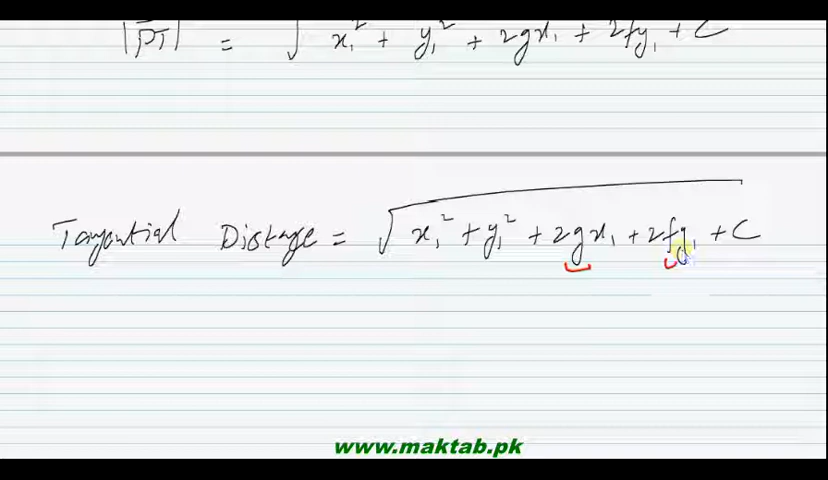 |PT| = √ x₁² + y₁² + 2gx₁ + 2fy₁ + C
Tangential Distance = √ x₁² + y₁² + 2gx₁ + 2fy₁ + C
www.maktab.pk